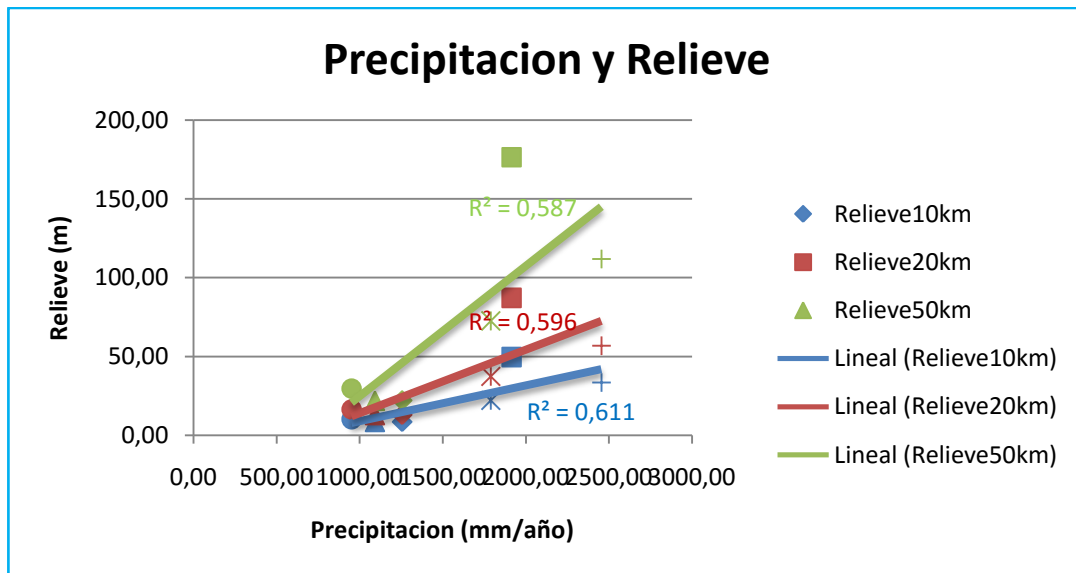 Precipitacion y Relieve
200,00
150,00
100,00
50,00
0,00
Relieve (m)
R² = 0,587
R² = 0,596
R² = 0,611
0,00 500,00 1000,00 1500,00 2000,00 2500,00 3000,00
Precipitacion (mm/año)
Relieve10km
Relieve20km
Relieve50km
Lineal (Relieve10km)
Lineal (Relieve20km)
Lineal (Relieve50km)